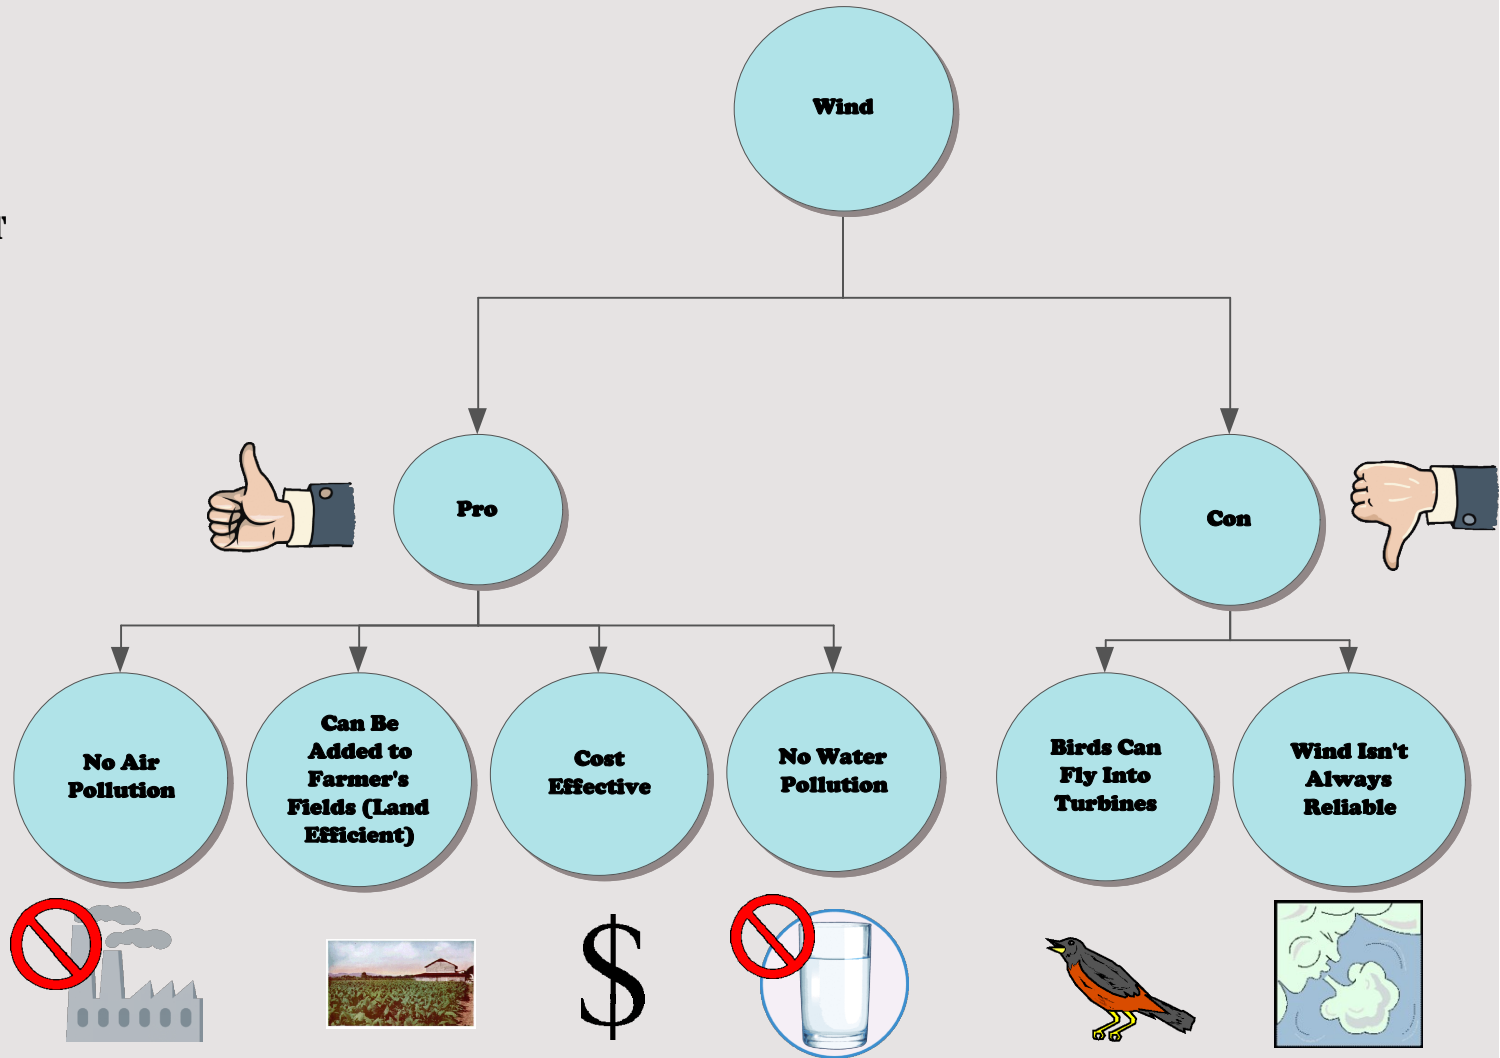 Wind
T
Pro
Con
No Air
Pollution
Can Be
Added to
Farmer's
Fields (Land
Efficient)
Cost
Effective
No Water
Pollution
Birds Can
Fly Into
Turbines
Wind Isn't
Always
Reliable
$